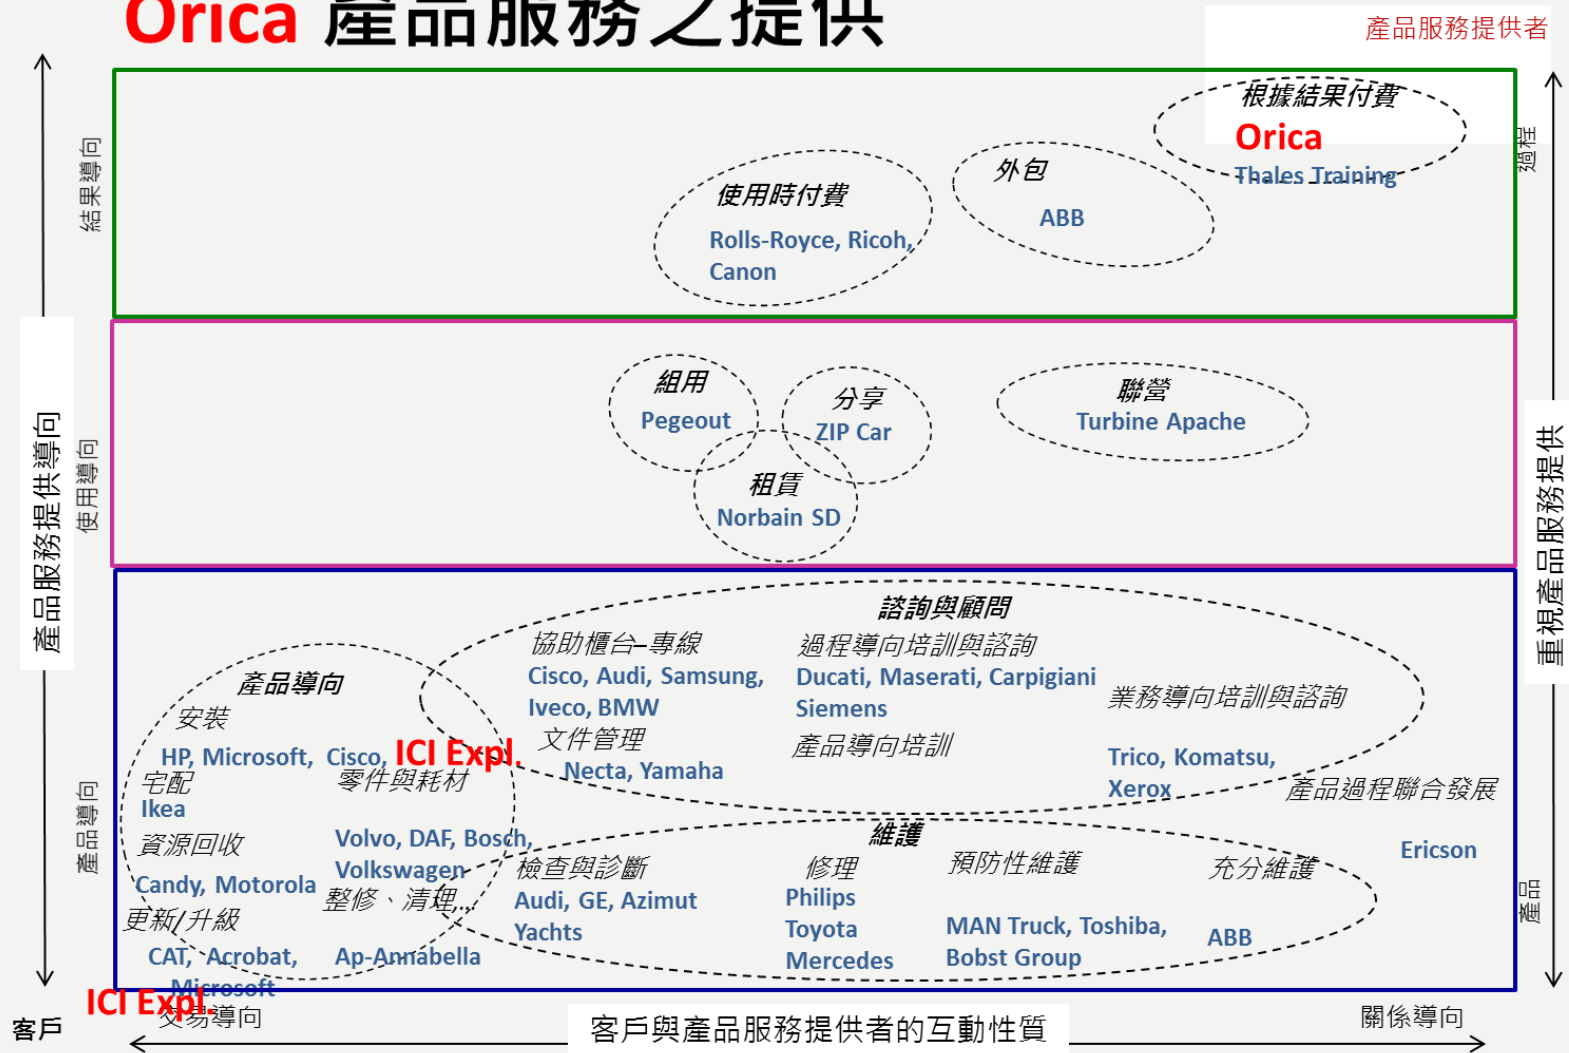 Orica 產品服務之提供
產品服務提供者
根據結果付費
Orica
Thales Training
外包
ABB
使用時付費
Rolls-Royce, Ricoh,
Canon
結果導向
過程
組用
Pegeout
分享
ZIP Car
聯營
Turbine Apache
租賃
Norbain SD
產品服務提供導向
使用導向
重視產品服務提供
諮詢與顧問
協助櫃台–專線
Cisco, Audi, Samsung,
Iveco, BMW
過程導向培訓與諮詢
Ducati, Maserati, Carpigiani
Siemens
業務導向培訓與諮詢
文件管理
Necta, Yamaha
產品導向培訓
Trico, Komatsu,
Xerox
產品過程聯合發展
Ericson
產品導向
安裝
HP, Microsoft, Cisco, ICI Expl.
宅配
Ikea
零件與耗材
Volvo, DAF, Bosch,
Volkswagen
資源回收
Candy, Motorola
整修、清理...
Ap-Annabella
更新/升級
CAT, Acrobat,
Microsoft
產品導向
維護
檢查與診斷
Audi, GE, Azimut
Yachts
修理
Philips
Toyota
Mercedes
預防性維護
MAN Truck, Toshiba,
Bobst Group
充分維護
ABB
產品
ICI Expl.
客戶
交易導向
客戶與產品服務提供者的互動性質
關係導向